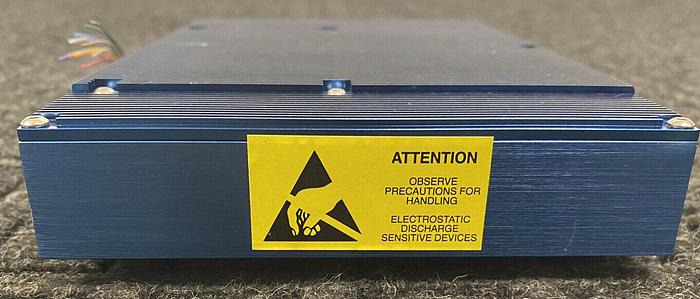 ATTENTION
OBSERVE
PRECAUTIONS FOR
HANDLING
ELECTROSTATIC
DISCHARGE
SENSITIVE DEVICES